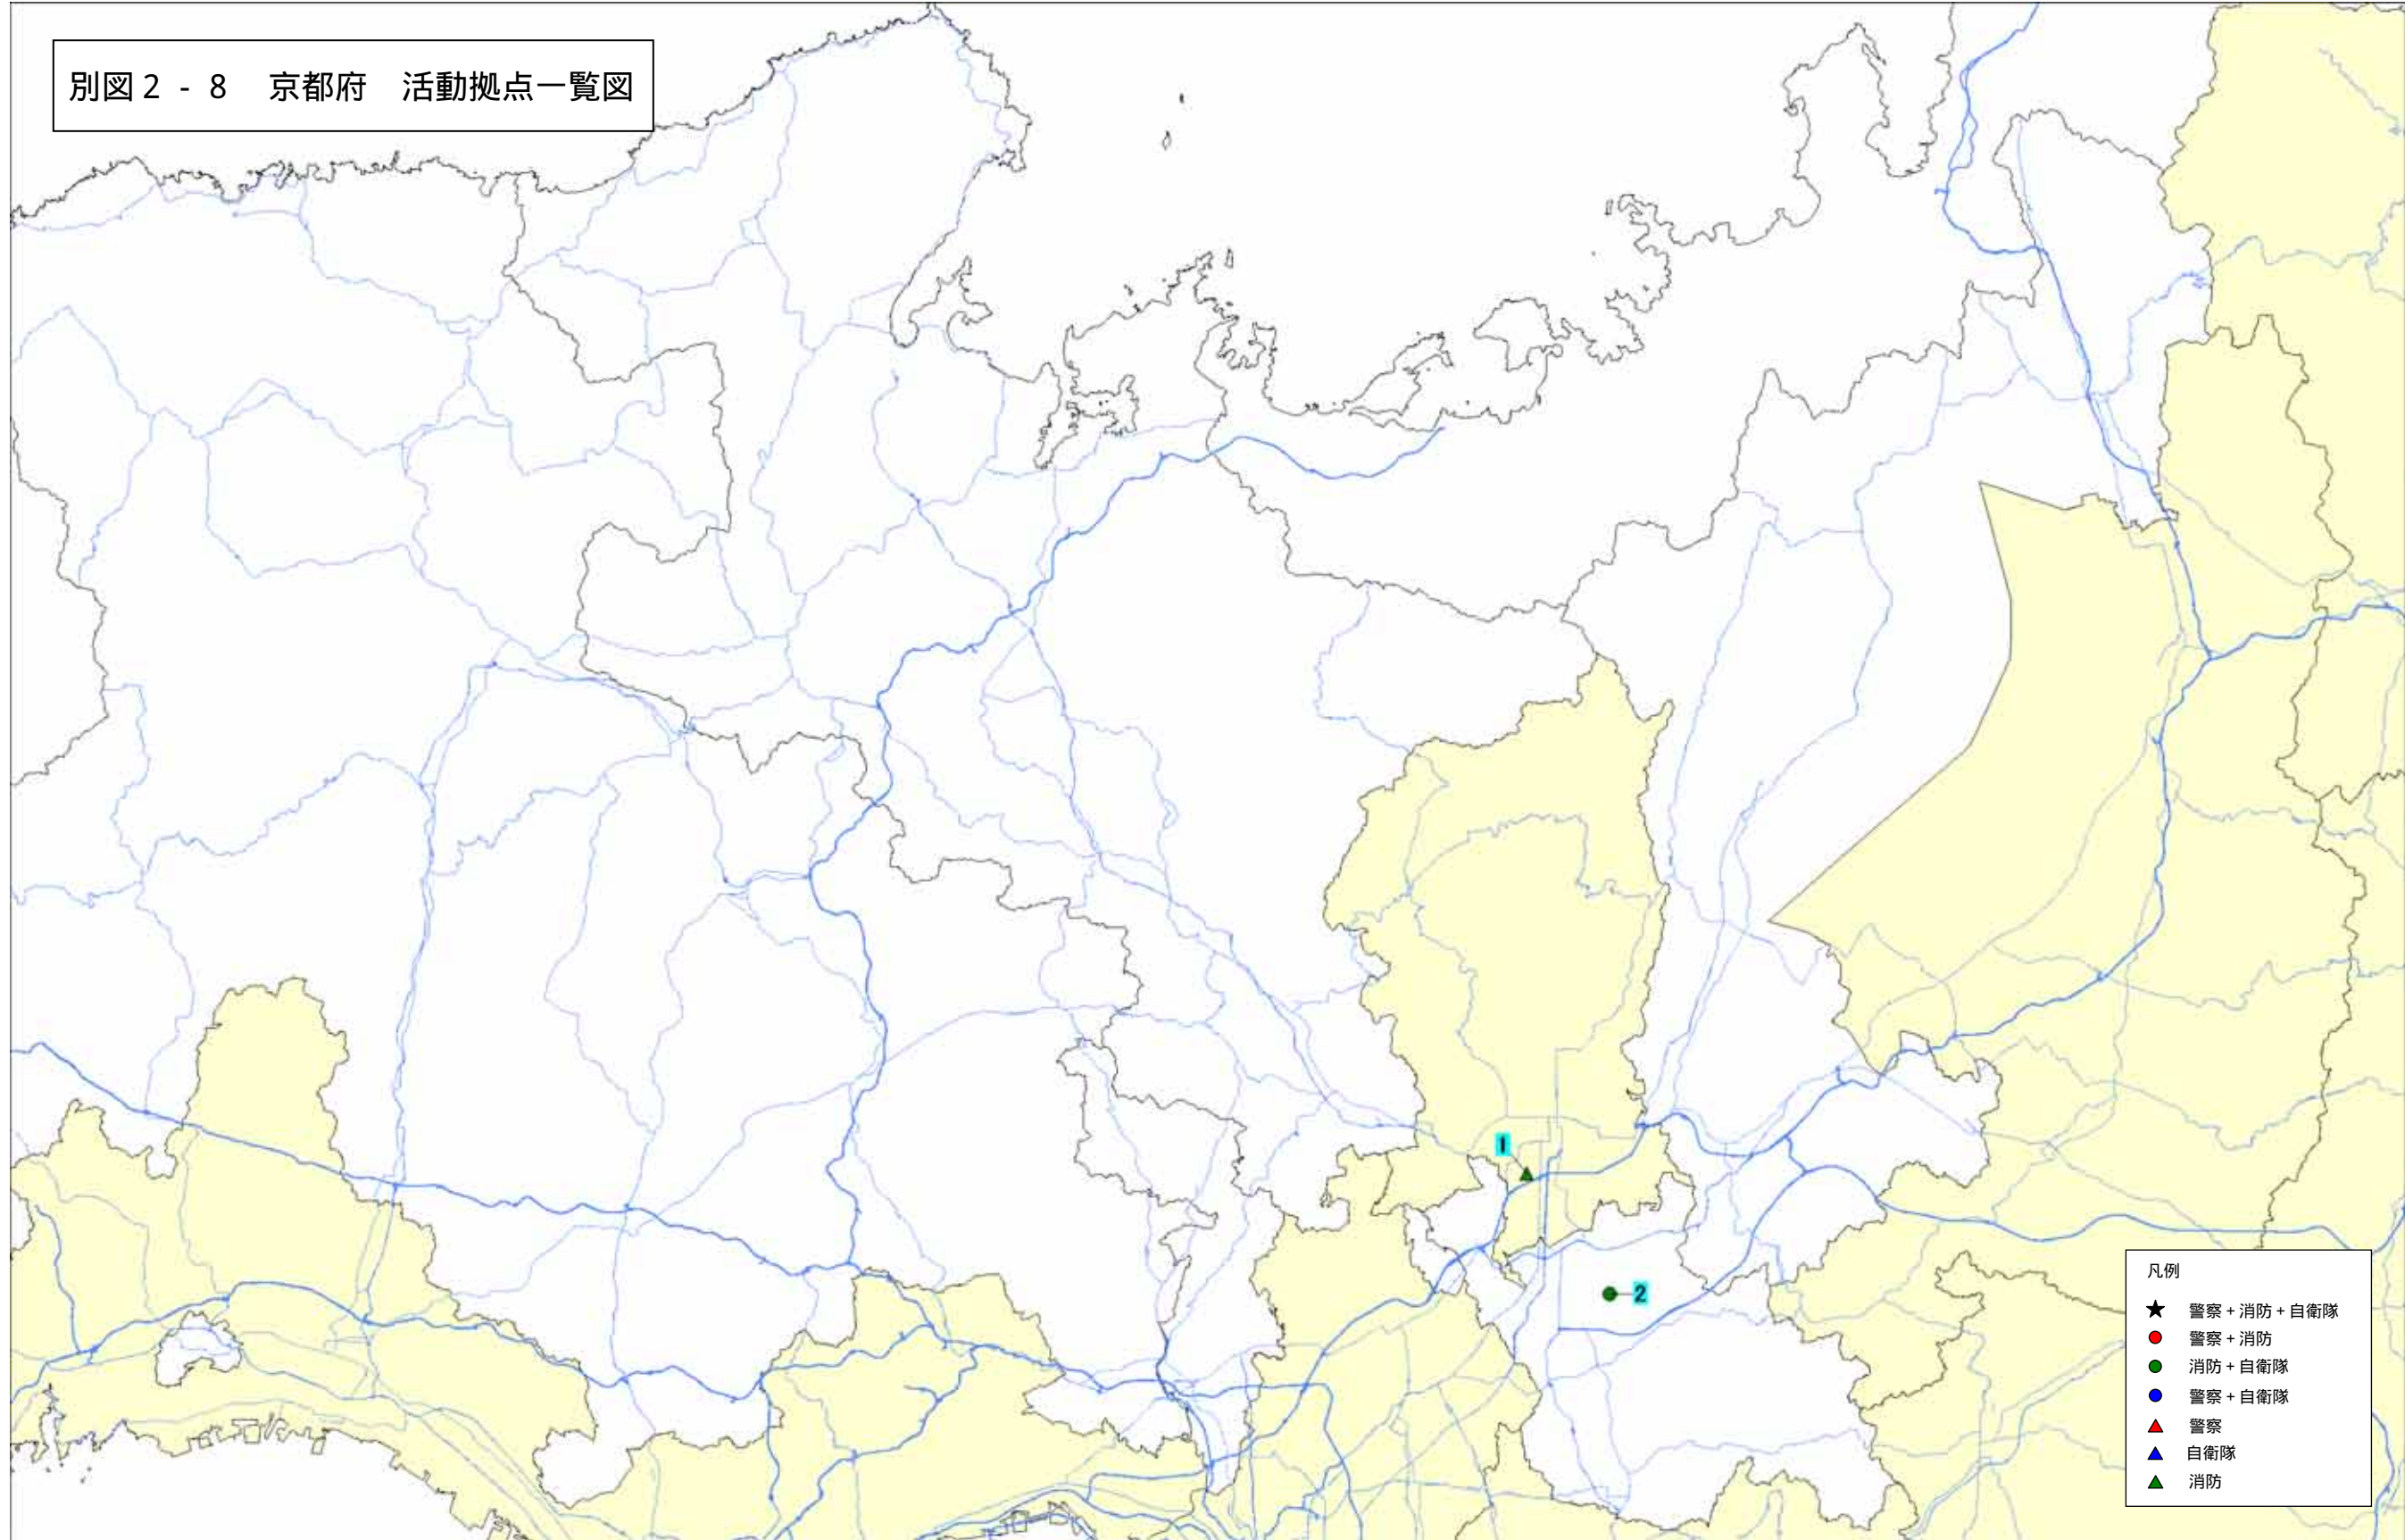 別図2-8 京都府 活動拠点一覧図
1
2
凡例
警察+消防+自衛隊
警察+消防
消防+自衛隊
警察+自衛隊
警察
自衛隊
消防